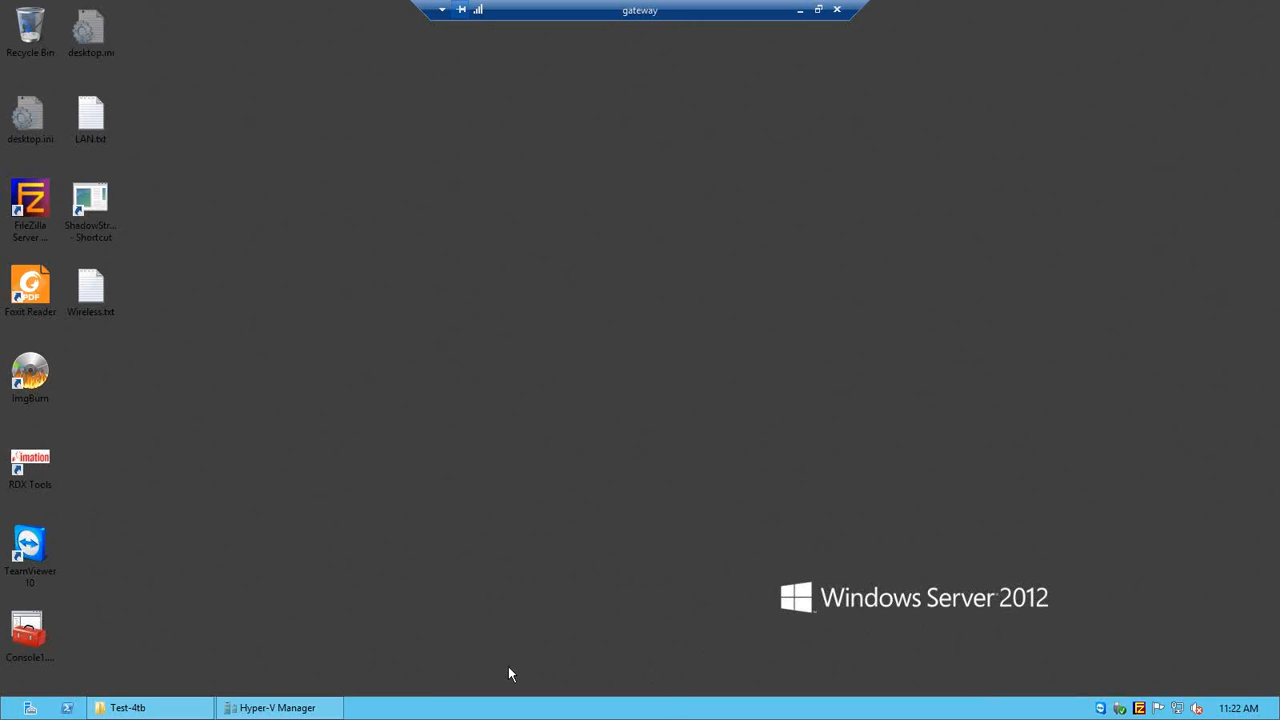 gateway
Recycle Bin
desktop.ini
desktop.ini
LAN.txt
FileZilla
Server ...
ShadowStr...
- Shortcut
PDF
Foxit Reader
Wireless.txt
ImgBurn
imation
RDX Tools
TeamViewer
10
Console1....
Windows Server 2012
Test-4tb
Hyper-V Manager
11:22 AM